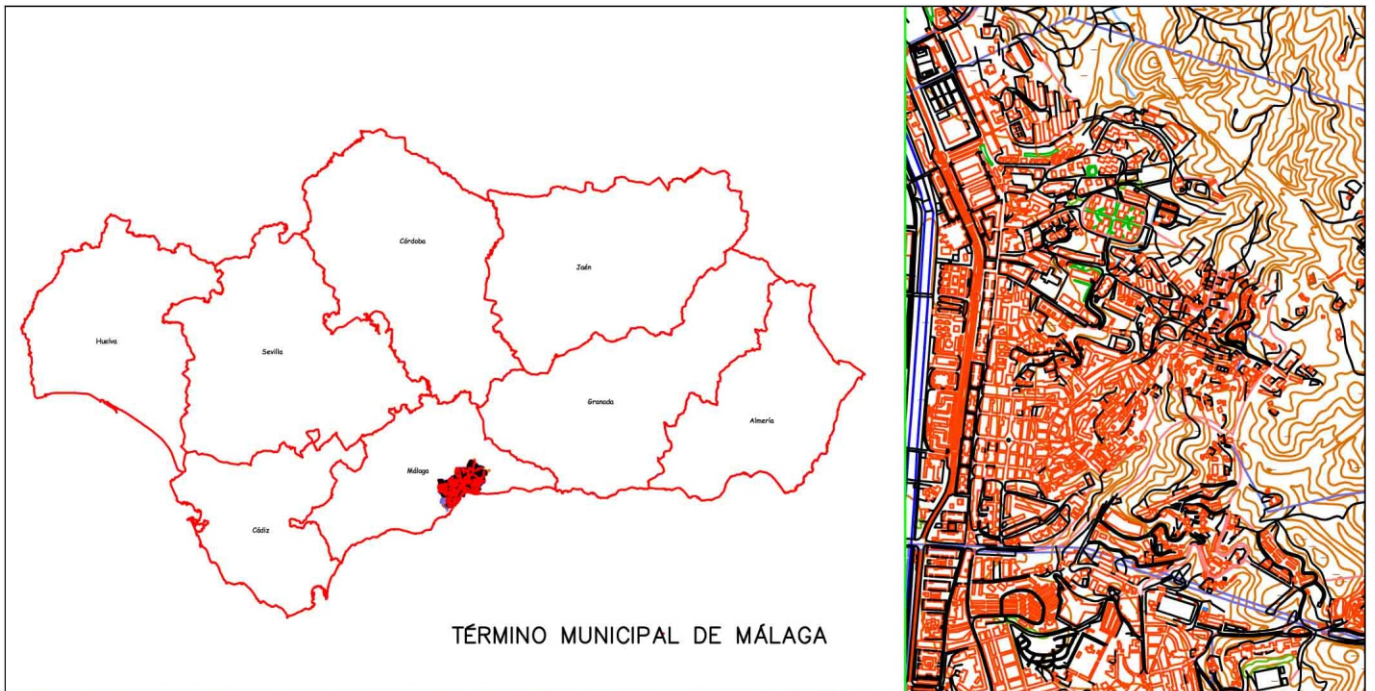 Córdoba
Jaén
Huelva
Sevilla
Granada
Almería
Málaga
Cádiz
TÉRMINO MUNICIPAL DE MÁLAGA